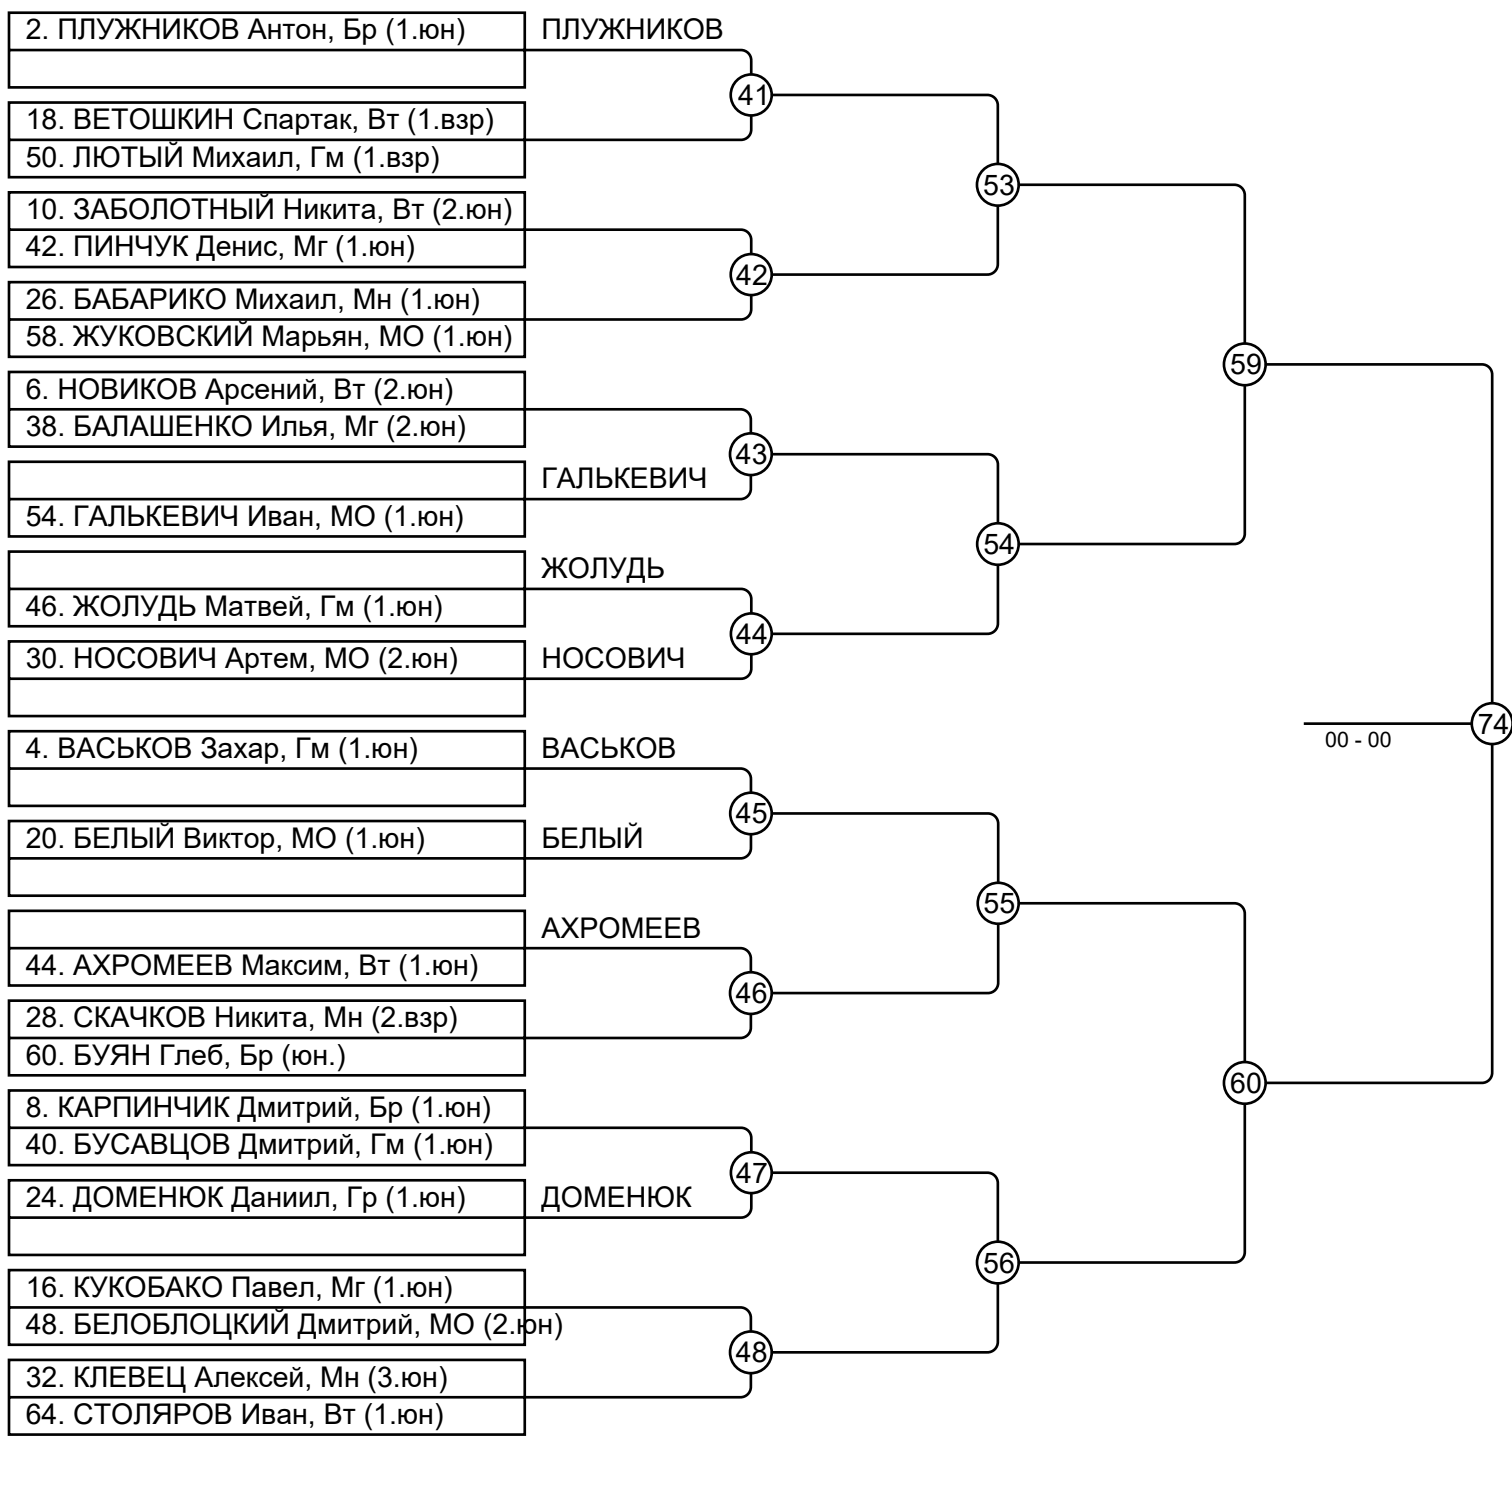 2. ПЛУЖНИКОВ Антон, Бр (1.юн)
ПЛУЖНИКОВ
41
18. ВЕТОШКИН Спартак, Вт (1.взр)
50. ЛЮТЫЙ Михаил, Гм (1.взр)
53
10. ЗАБОЛОТНЫЙ Никита, Вт (2.юн)
42. ПИНЧУК Денис, Мг (1.юн)
42
26. БАБАРИКО Михаил, Мн (1.юн)
58. ЖУКОВСКИЙ Марьян, МО (1.юн)
59
6. НОВИКОВ Арсений, Вт (2.юн)
38. БАЛАШЕНКО Илья, Мг (2.юн)
43
ГАЛЬКЕВИЧ
54. ГАЛЬКЕВИЧ Иван, МО (1.юн)
54
ЖОЛУДЬ
46. ЖОЛУДЬ Матвей, Гм (1.юн)
44
30. НОСОВИЧ Артем, МО (2.юн)
НОСОВИЧ
74
00 - 00
4. ВАСЬКОВ Захар, Гм (1.юн)
ВАСЬКОВ
45
20. БЕЛЫЙ Виктор, МО (1.юн)
БЕЛЫЙ
55
АХРОМЕЕВ
44. АХРОМЕЕВ Максим, Вт (1.юн)
46
28. СКАЧКОВ Никита, Мн (2.взр)
60. БУЯН Глеб, Бр (юн.)
60
8. КАРПИНЧИК Дмитрий, Бр (1.юн)
40. БУСАВЦОВ Дмитрий, Гм (1.юн)
47
24. ДОМЕНЮК Даниил, Гр (1.юн)
ДОМЕНЮК
56
16. КУКОБАКО Павел, Мг (1.юн)
48. БЕЛОБЛОЦКИЙ Дмитрий, МО (2.юн)
48
32. КЛЕВЕЦ Алексей, Мн (3.юн)
64. СТОЛЯРОВ Иван, Вт (1.юн)